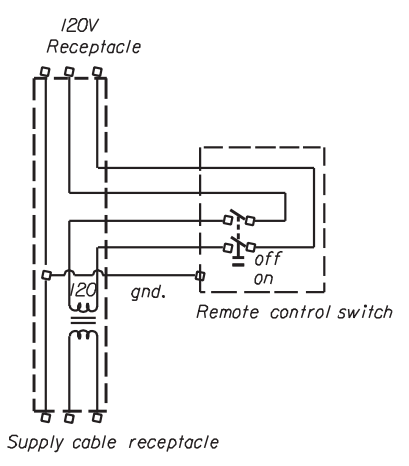 120V
Receptacle
off
on
120
gnd.
Remote control switch
Supply cable receptacle